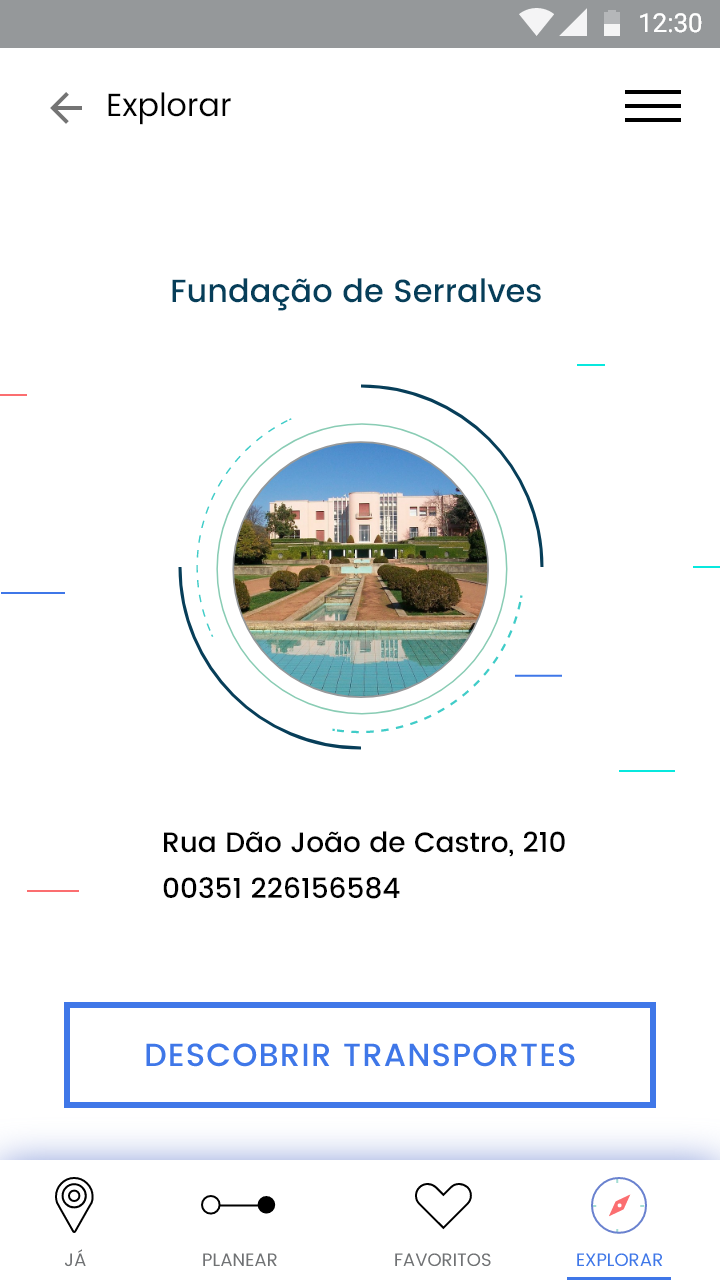 12:30
Explorar
Fundação de Serralves
Rua Dão João de Castro, 210
00351 226156584
DESCOBRIR TRANSPORTES
JÁ
PLANEAR
FAVORITOS
EXPLORAR